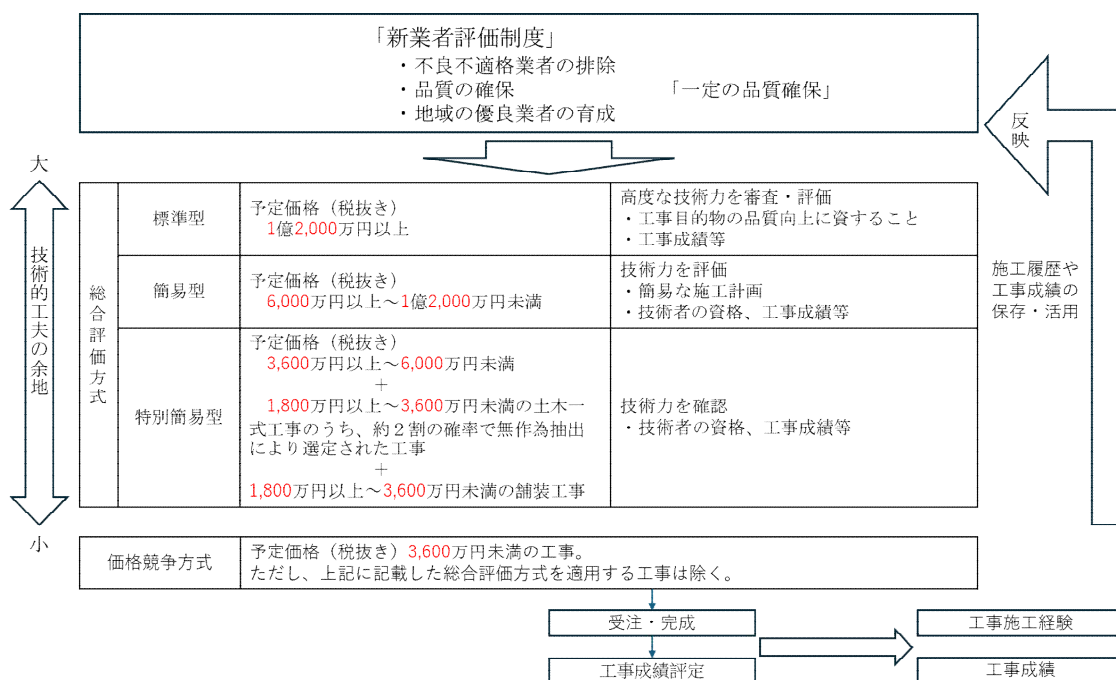 「新業者評価制度」
・不良不適格業者の排除
・品質の確保 「一定の品質確保」
・地域の優良業者の育成
反映
大
技術的工夫の余地
小
総合評価方式
標準型
予定価格（税抜き）
1億2,000万円以上
高度な技術力を審査・評価
・工事目的物の品質向上に資すること
・工事成績等
簡易型
予定価格（税抜き）
6,000万円以上～1億2,000万円未満
技術力を評価
・簡易な施工計画
・技術者の資格、工事成績等
特別簡易型
予定価格（税抜き）
3,600万円以上～6,000万円未満
＋
1,800万円以上～3,600万円未満の土木一
式工事のうち、約２割の確率で無作為抽出
により選定された工事
＋
1,800万円以上～3,600万円未満の舗装工事
技術力を確認
・技術者の資格、工事成績等
施工履歴や
工事成績の
保存・活用
価格競争方式
予定価格（税抜き）3,600万円未満の工事。
ただし、上記に記載した総合評価方式を適用する工事は除く。
受注・完成
工事施工経験
工事成績評定
工事成績